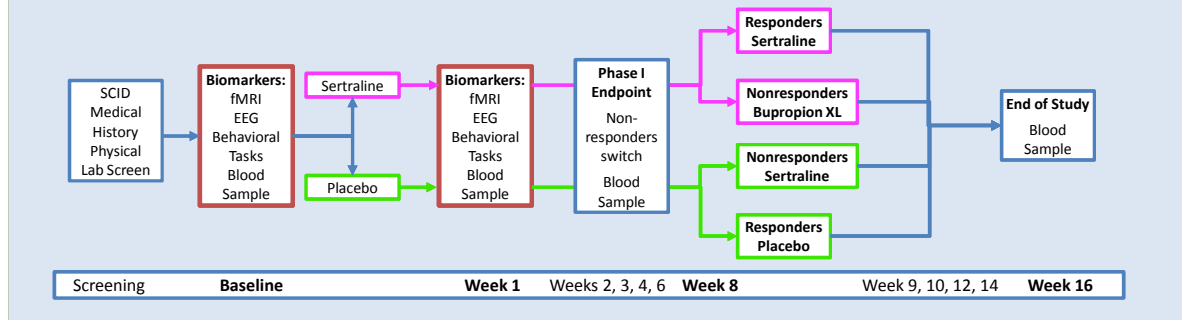 SCID
Medical
History
Physical
Lab Screen
Biomarkers:
fMRI
EEG
Behavioral
Tasks
Blood
Sample
Sertraline
Placebo
Biomarkers:
fMRI
EEG
Behavioral
Tasks
Blood
Sample
Phase I
Endpoint
Non-
responders
switch
Blood
Sample
Responders
Sertraline
Nonresponders
Bupropion XL
Nonresponders
Sertraline
Responders
Placebo
End of Study
Blood
Sample
Screening Baseline Week 1 Weeks 2, 3, 4, 6 Week 8 Week 9, 10, 12, 14 Week 16